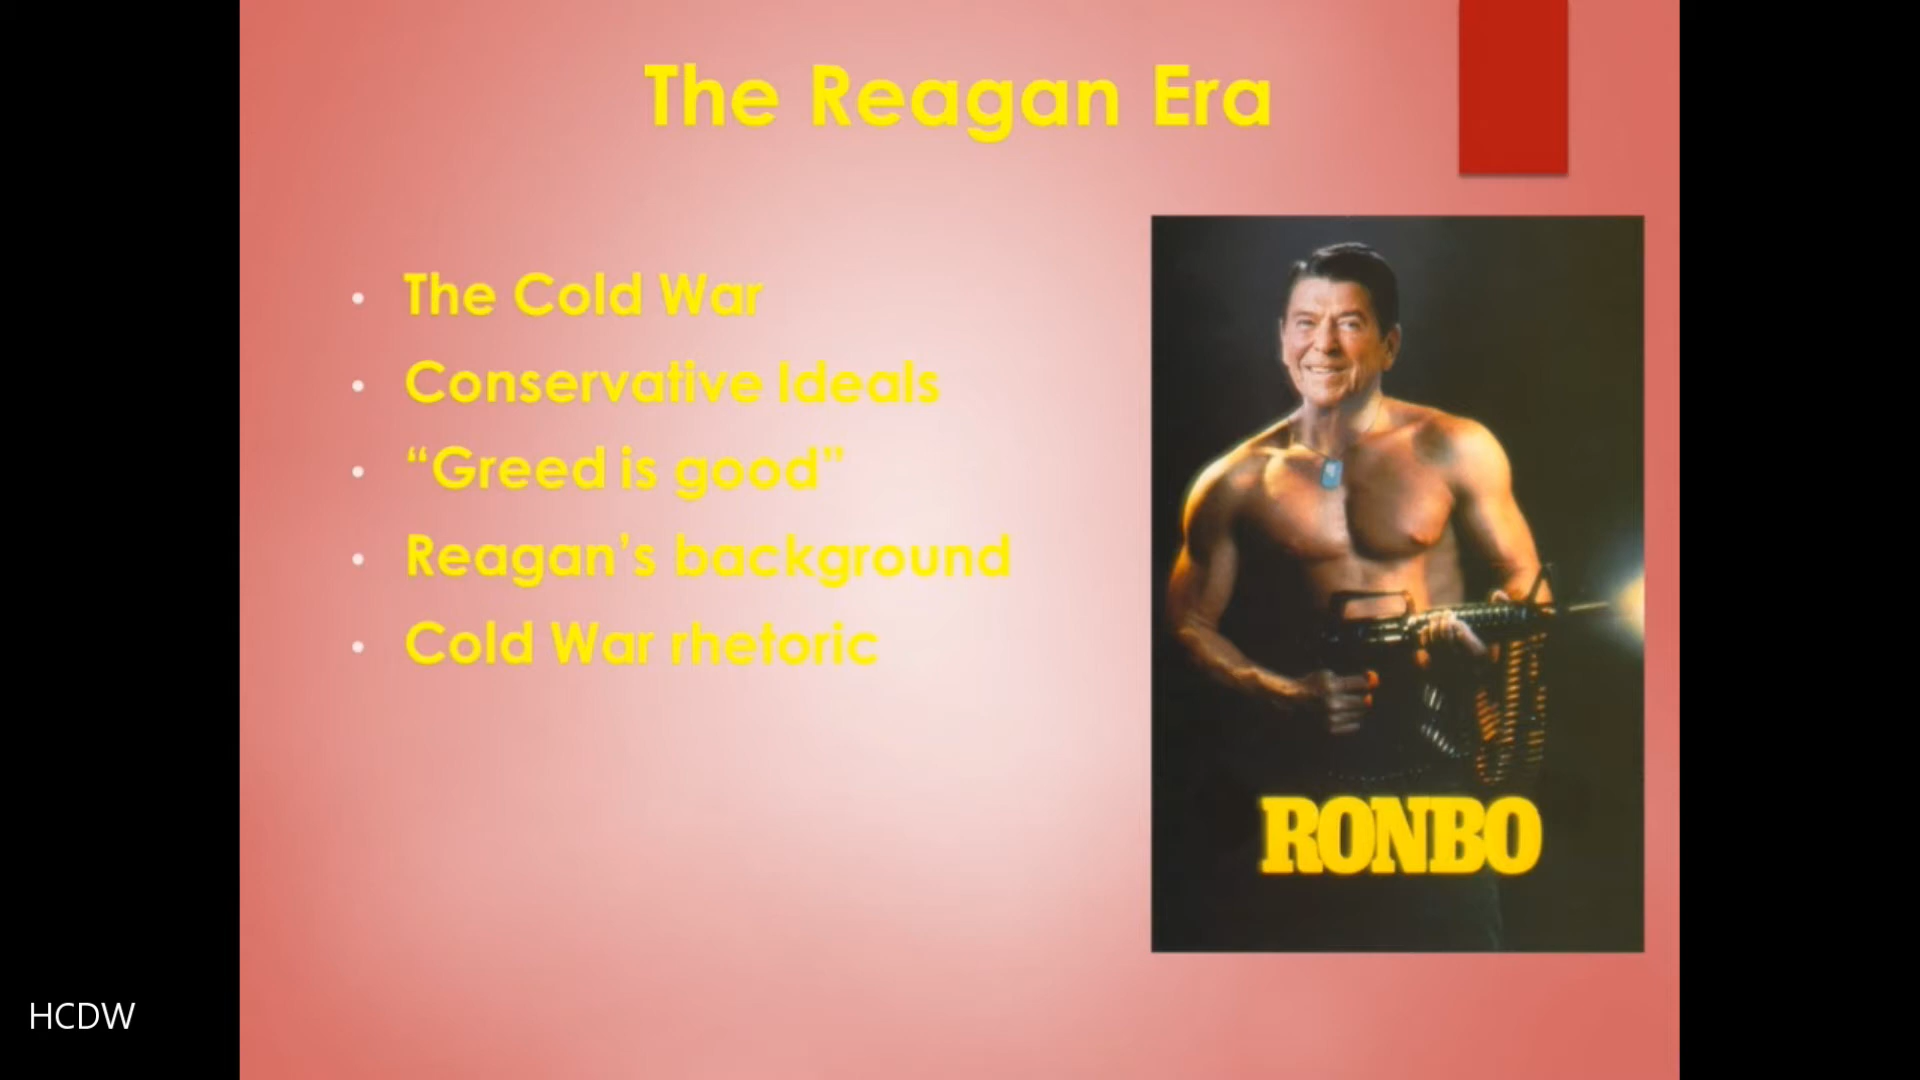 The Reagan Era
• The Cold War
• Conservative Ideals
• “Greed is good”
• Reagan’s background
• Cold War rhetoric
RONBO
HCDW